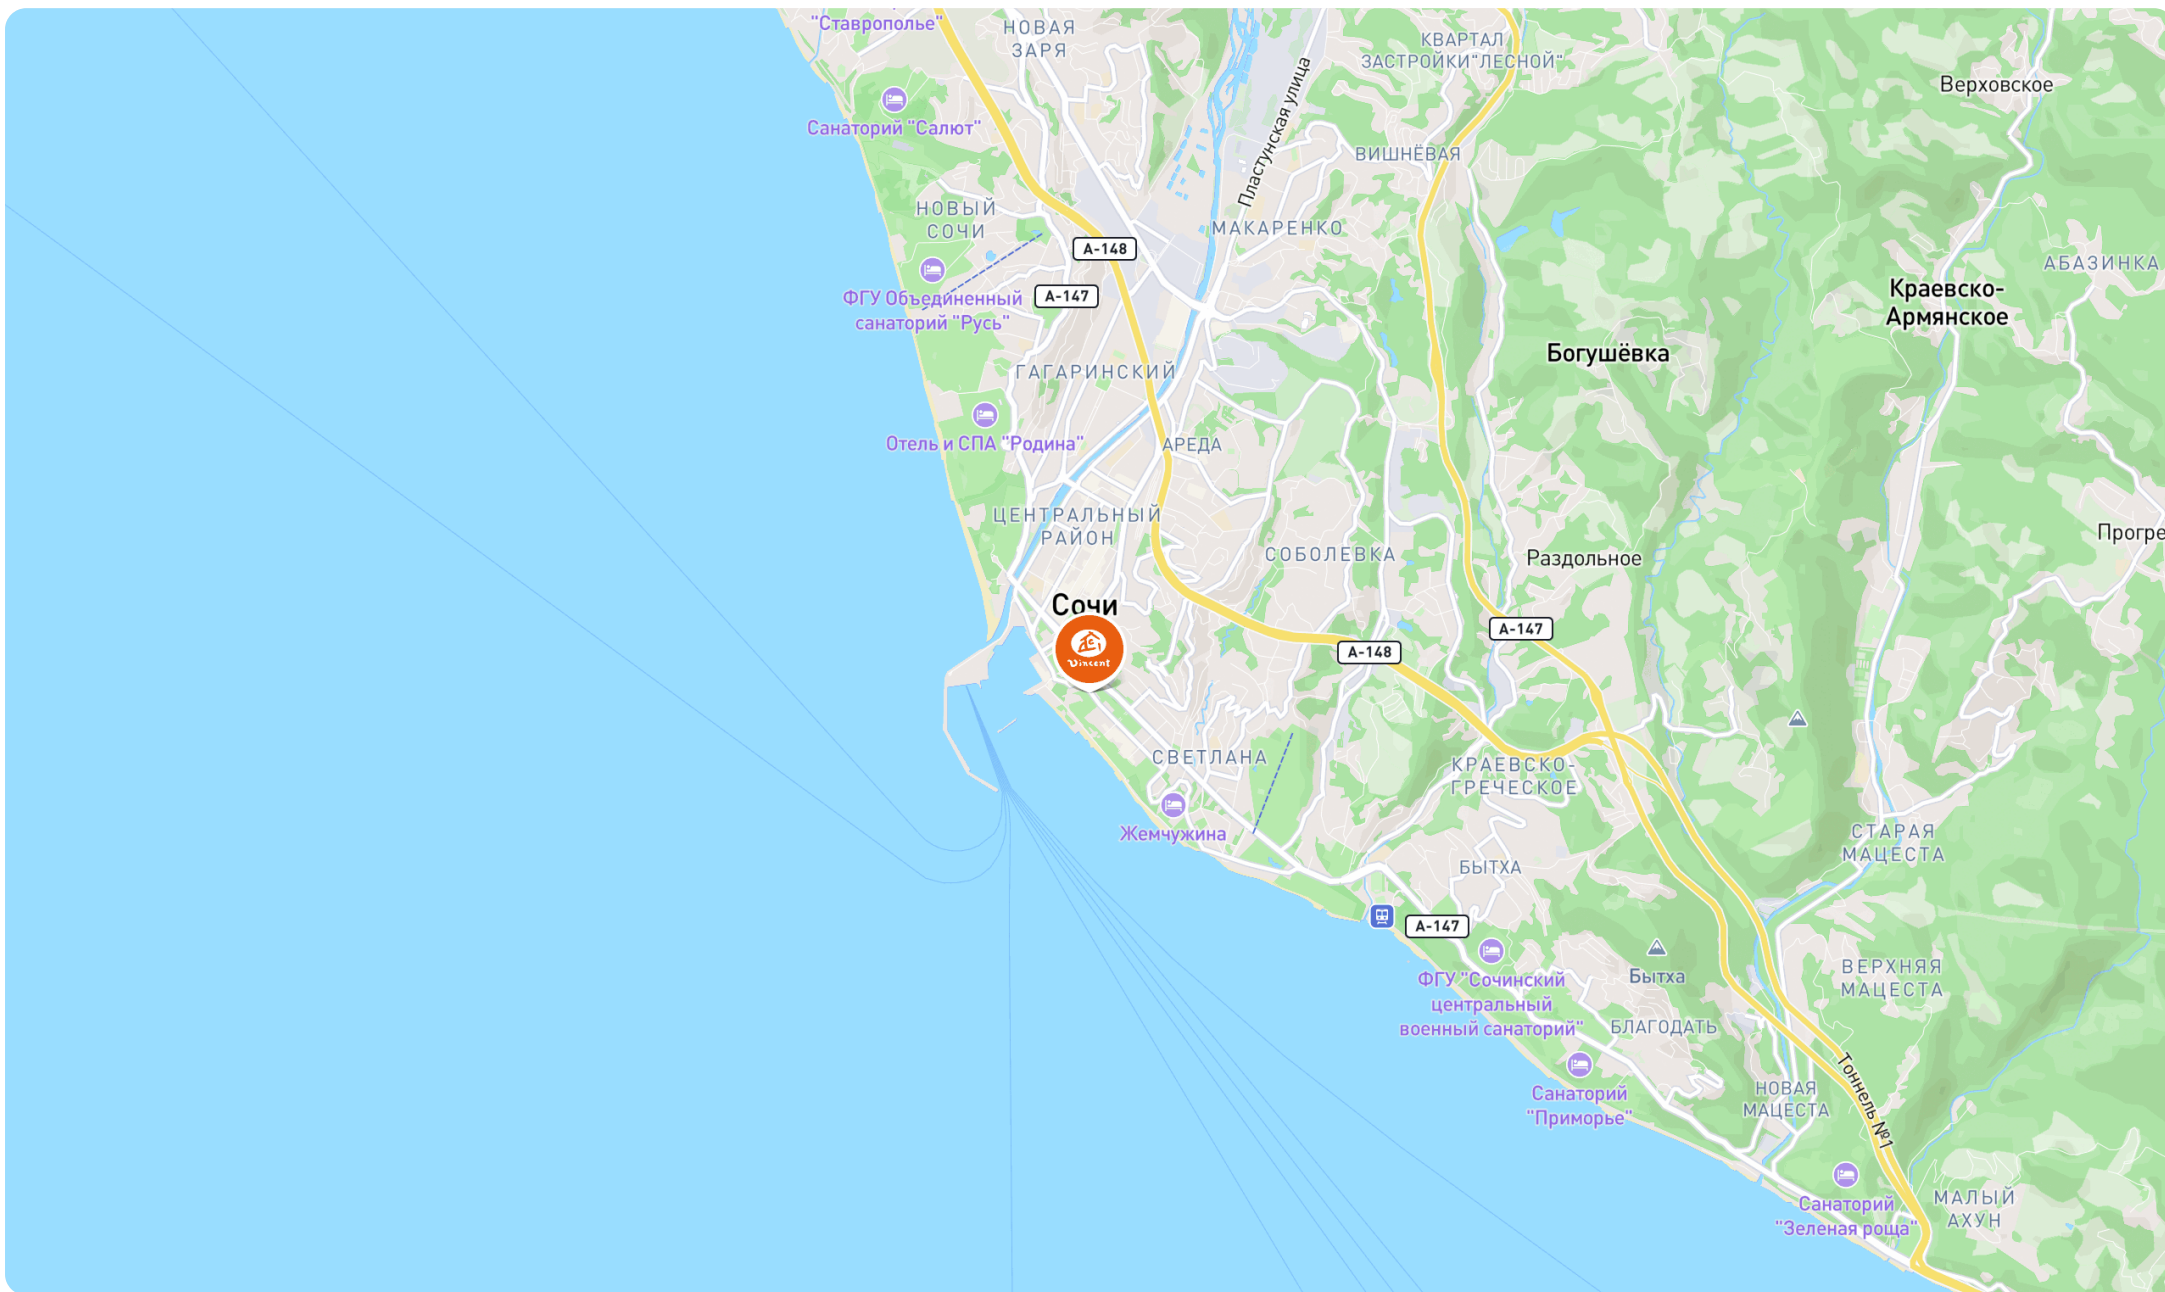 "Ставрополье"
НОВАЯ
ЗАРЯ
КВАРТАЛ
ЗАСТРОЙКИ"ЛЕСНОЙ"
Верховское
Санаторий "Салют"
Пластунская улица
ВИШНЁВАЯ
НОВЫЙ
СОЧИ
МАКАРЕНКО
А-148
АБАЗИНКА
ФГУ Объединенный
санаторий "Русь"
А-147
Краевско-
Армянское
Богушёвка
ГАГАРИНСКИЙ
Отель и СПА "Родина"
АРЕДА
ЦЕНТРАЛЬНЫЙ
РАЙОН
СОБОЛЕВКА
Раздольное
Прогре
Сочи
Vincent
А-147
А-148
СВЕТЛАНА
КРАЕВСКО-
ГРЕЧЕСКОЕ
Жемчужина
СТАРАЯ
МАЦЕСТА
БЫТХА
А-147
ФГУ "Сочинский
центральный
военный санаторий"
Бытха
ВЕРХНЯЯ
МАЦЕСТА
БЛАГОДАТЬ
Санаторий
"Приморье"
НОВАЯ
МАЦЕСТА
Тоннель №1
Санаторий
"Зеленая роща"
МАЛЫЙ
АХУН